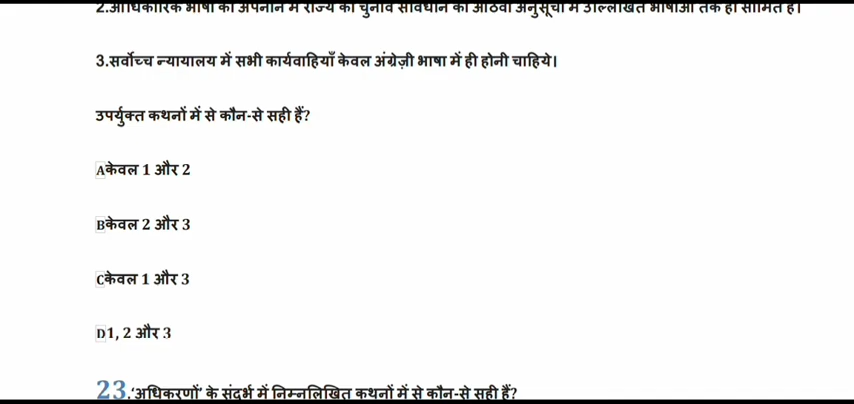 2.आधिकारिक भाषा को अपनाने में राज्य का चुनाव संविधान की आठवीं अनुसूची में उल्लिखित भाषाओं तक ही सीमित है।
3.सर्वोच्च न्यायालय में सभी कार्यवाहियाँ केवल अंग्रेज़ी भाषा में ही होनी चाहिये।
उपर्युक्त कथनों में से कौन-से सही हैं?
Aकेवल 1 और 2
Bकेवल 2 और 3
Cकेवल 1 और 3
D1, 2 और 3
23.‘अधिकरणों’ के संदर्भ में निम्नलिखित कथनों में से कौन-से सही हैं?